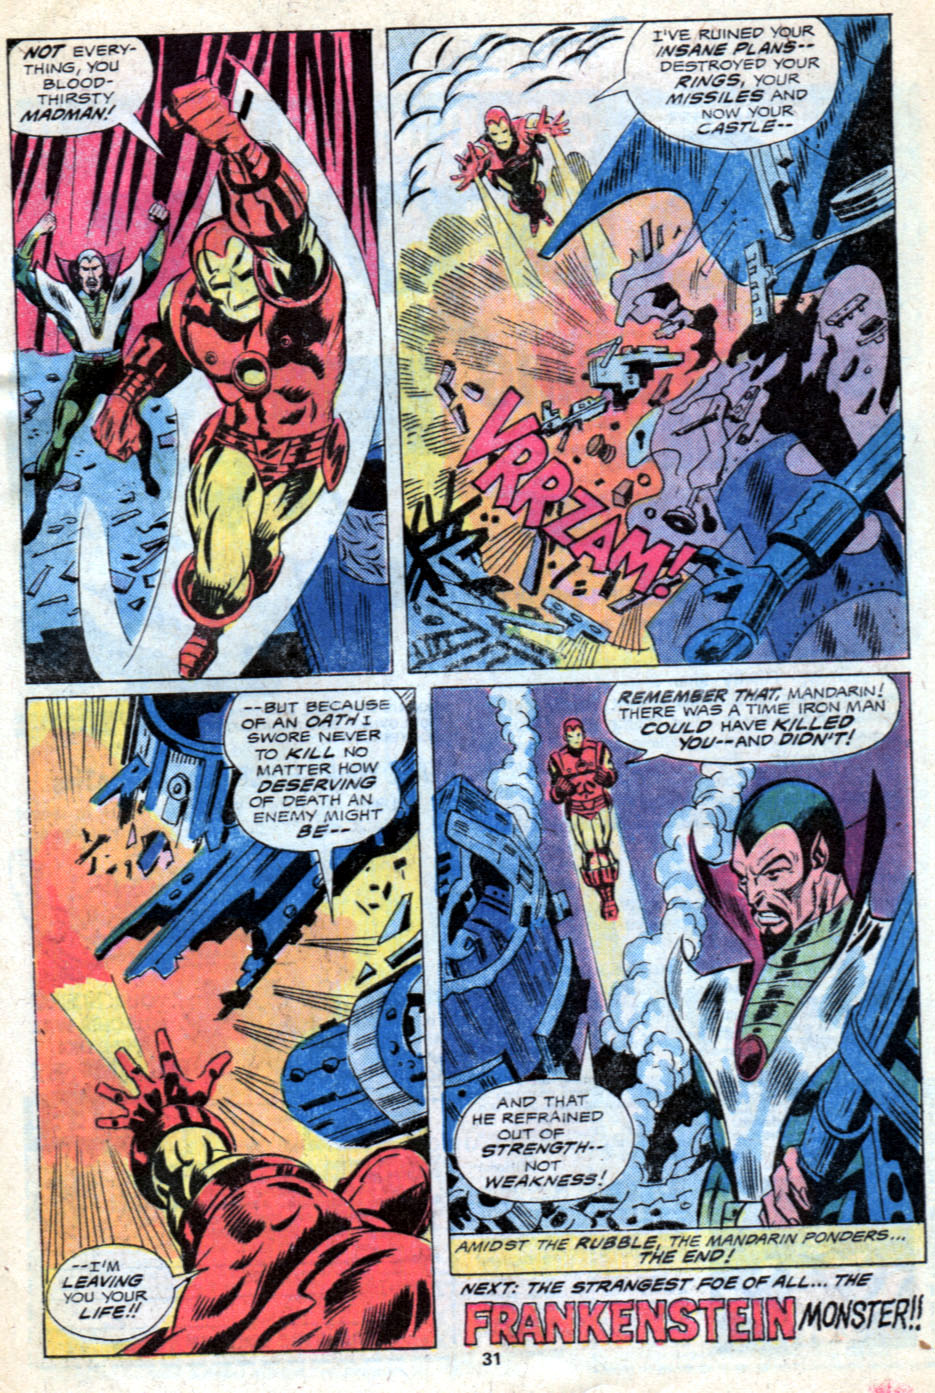 NOT EVERY-
THING, YOU
BLOOD-
THIRSTY
MADMAN!
I'VE RUINED YOUR
INSANE PLANS--
DESTROYED YOUR
RINGS, YOUR
MISSILES AND
NOW YOUR
CASTLE--
VRRZAM!
--BUT BECAUSE
OF AN OATH I
SWORE NEVER
TO KILL NO
MATTER HOW
DESERVING
OF DEATH AN
ENEMY MIGHT
BE--
--I'M
LEAVING
YOU YOUR
LIFE!!
REMEMBER THAT, MANDARIN!
THERE WAS A TIME IRON MAN
COULD HAVE KILLED
YOU--AND DIDN'T!
AND THAT
HE REFRAINED
OUT OF
STRENGTH--
NOT
WEAKNESS!
AMIDST THE RUBBLE, THE MANDARIN PONDERS...
THE END!
NEXT: THE STRANGEST FOE OF ALL... THE
FRANKENSTEIN MONSTER!!
31